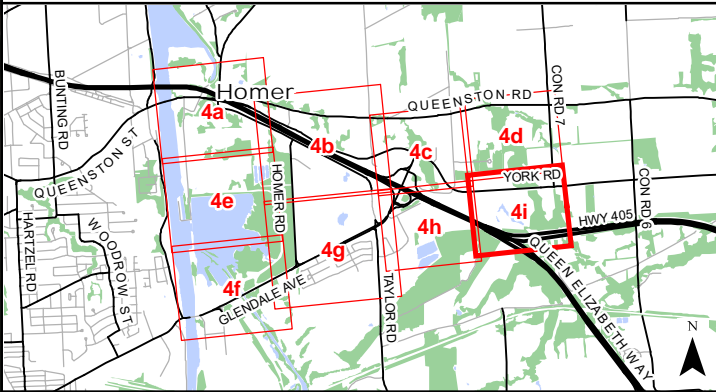 Homer
BUNTING RD
QUEENSTON RD
CON RD 7
4a
4b
4c
4d
QUEENSTON ST
YORK RD
HOMER RD
CON RD 6
4e
4i
HARTZEL RD
WOODROW ST
HWY 405
4h
4g
4f
GLENDALE AVE
TAYLOR RD
QUEEN ELIZABETH WAY
N